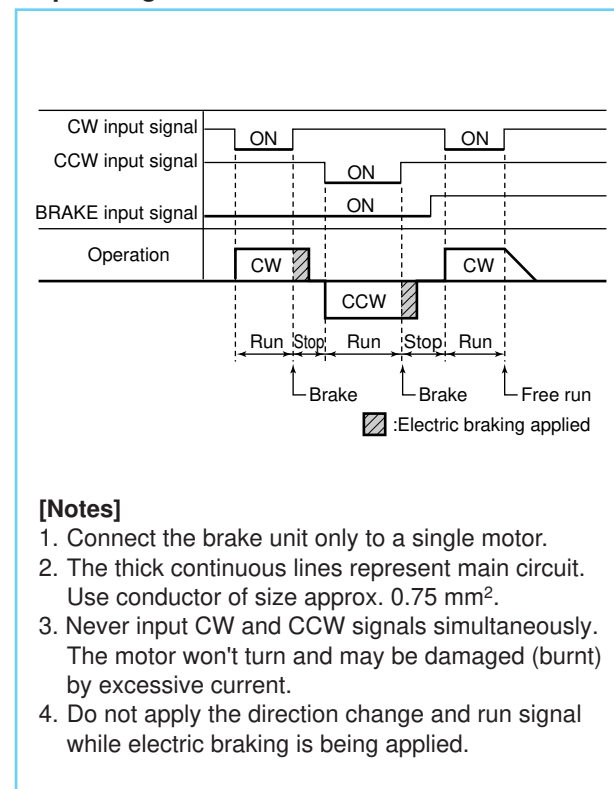 CW input signal
ON
ON
CCW input signal
ON
BRAKE input signal
ON
Operation
CW
CW
CCW
Run Stop Run Stop Run
Brake
Brake
Free run
:Electric braking applied
[Notes]
1. Connect the brake unit only to a single motor.
2. The thick continuous lines represent main circuit.
Use conductor of size approx. 0.75 mm².
3. Never input CW and CCW signals simultaneously.
The motor won't turn and may be damaged (burnt)
by excessive current.
4. Do not apply the direction change and run signal
while electric braking is being applied.